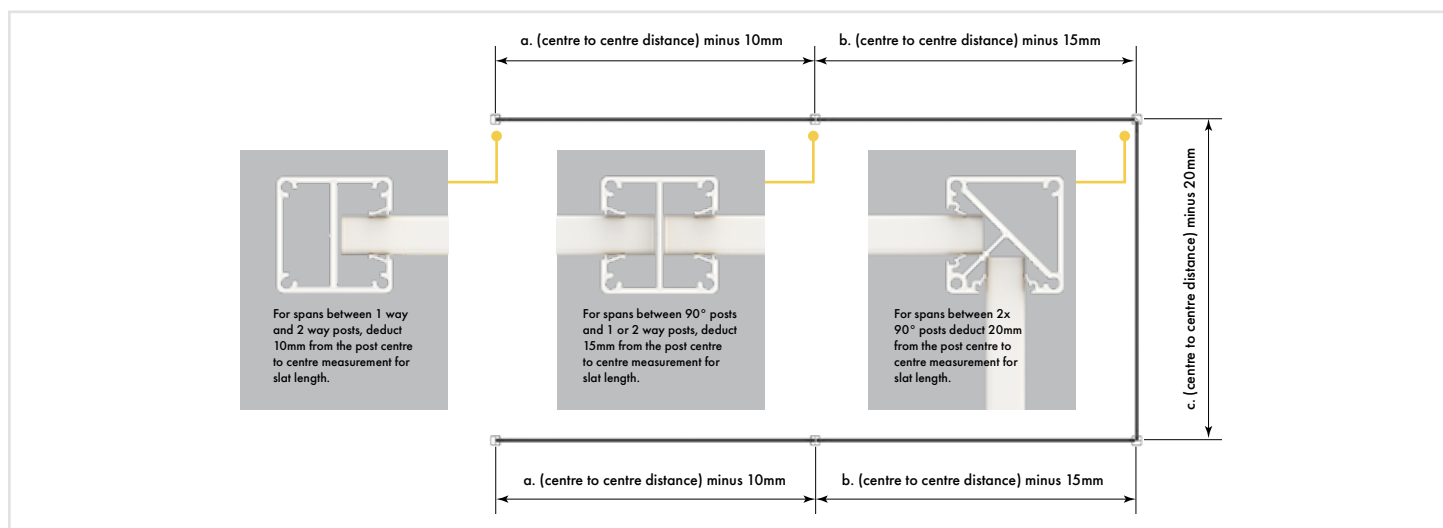 a. (centre to centre distance) minus 10mm
b. (centre to centre distance) minus 15mm
For spans between 1 way
and 2 way posts, deduct
10mm from the post centre
to centre measurement for
slat length.
For spans between 90° posts
and 1 or 2 way posts, deduct
15mm from the post centre
to centre measurement for
slat length.
For spans between 2x
90° posts deduct 20mm
from the post centre to
centre measurement for
slat length.
c. (centre to centre distance) minus 20mm
a. (centre to centre distance) minus 10mm
b. (centre to centre distance) minus 15mm